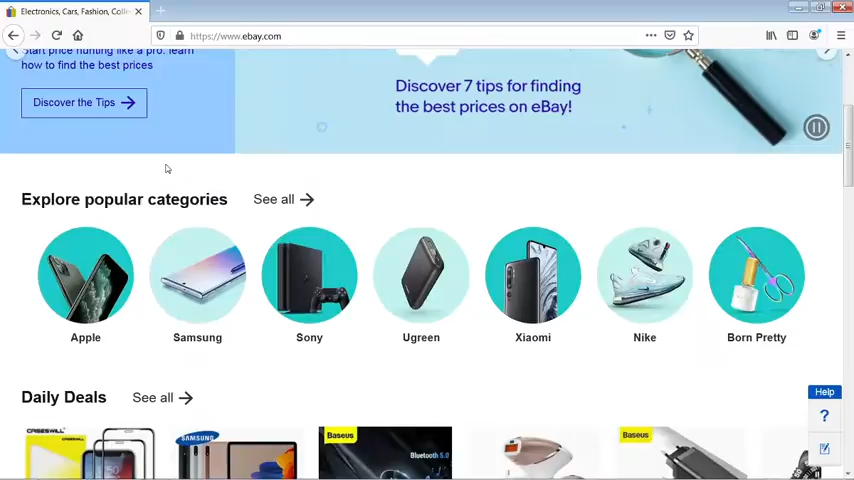 Electronics, Cars, Fashion, Colle
https://www.ebay.com
Start price hunting like a pro: learn
how to find the best prices
Discover the Tips
Discover 7 tips for finding
the best prices on eBay!
Explore popular categories
See all
Apple
Samsung
Sony
Ugreen
Xiaomi
Nike
Born Pretty
Daily Deals
See all
Help
?
CASESWILL
SAMSUNG
Baseus
Bluetooth 5.0
Baseus